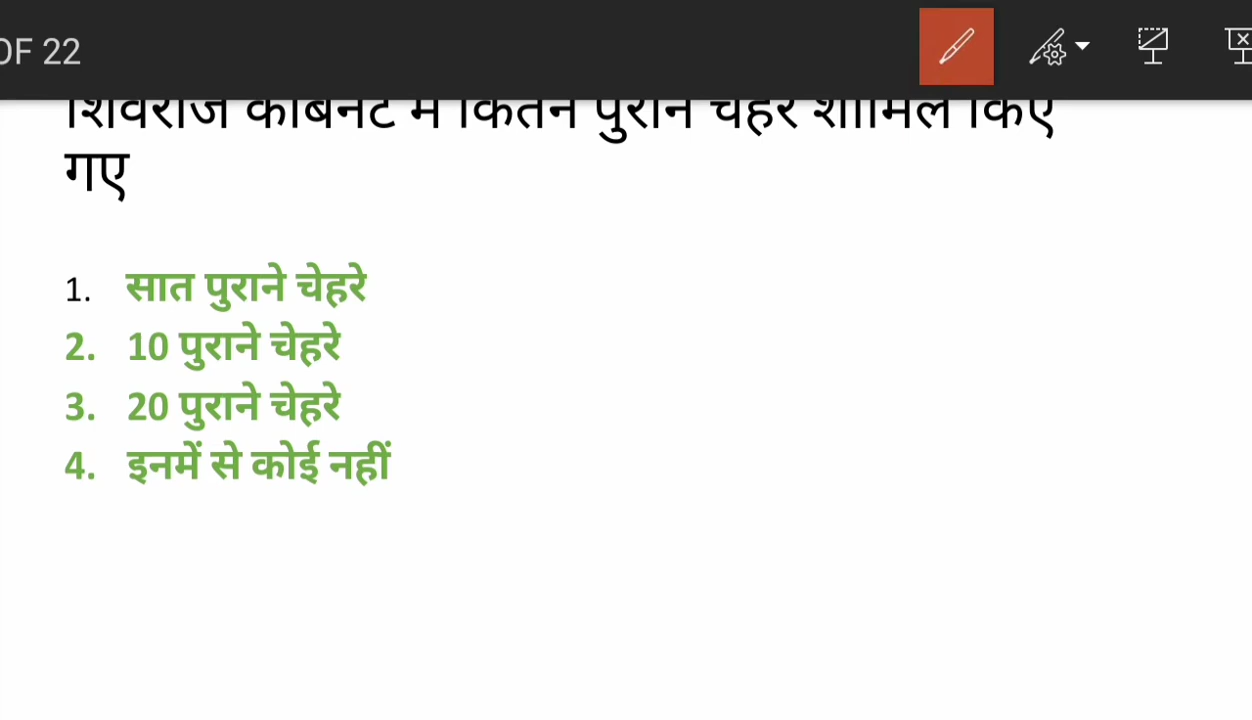 OF 22
शिवराज कैबिनेट में कितने पुराने चेहरे शामिल किए
गए
1. सात पुराने चेहरे
2. 10 पुराने चेहरे
3. 20 पुराने चेहरे
4. इनमें से कोई नहीं